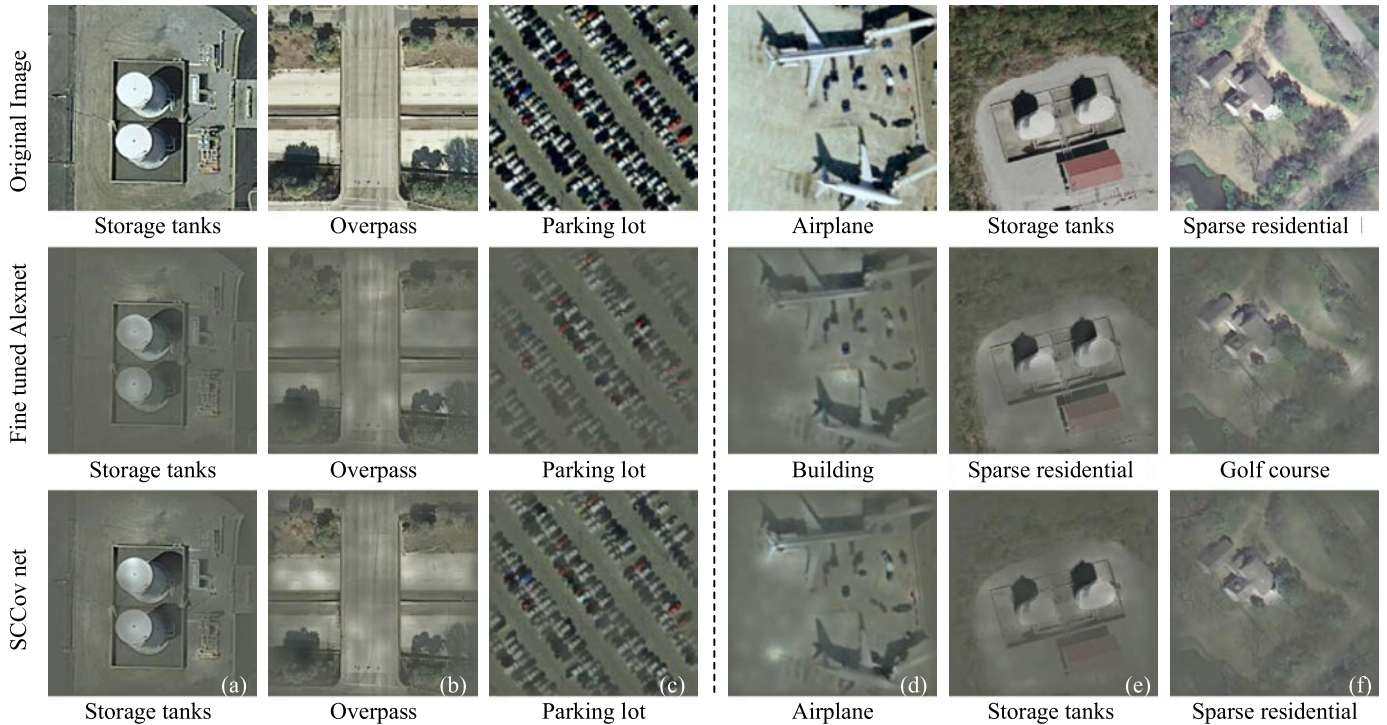 Original Image
Storage tanks
Overpass
Parking lot
Airplane
Storage tanks
Sparse residential
Fine tuned Alexnet
Storage tanks
Overpass
Parking lot
Building
Sparse residential
Golf course
SCCov net
(a)
(b)
(c)
(d)
(e)
(f)
Storage tanks
Overpass
Parking lot
Airplane
Storage tanks
Sparse residential